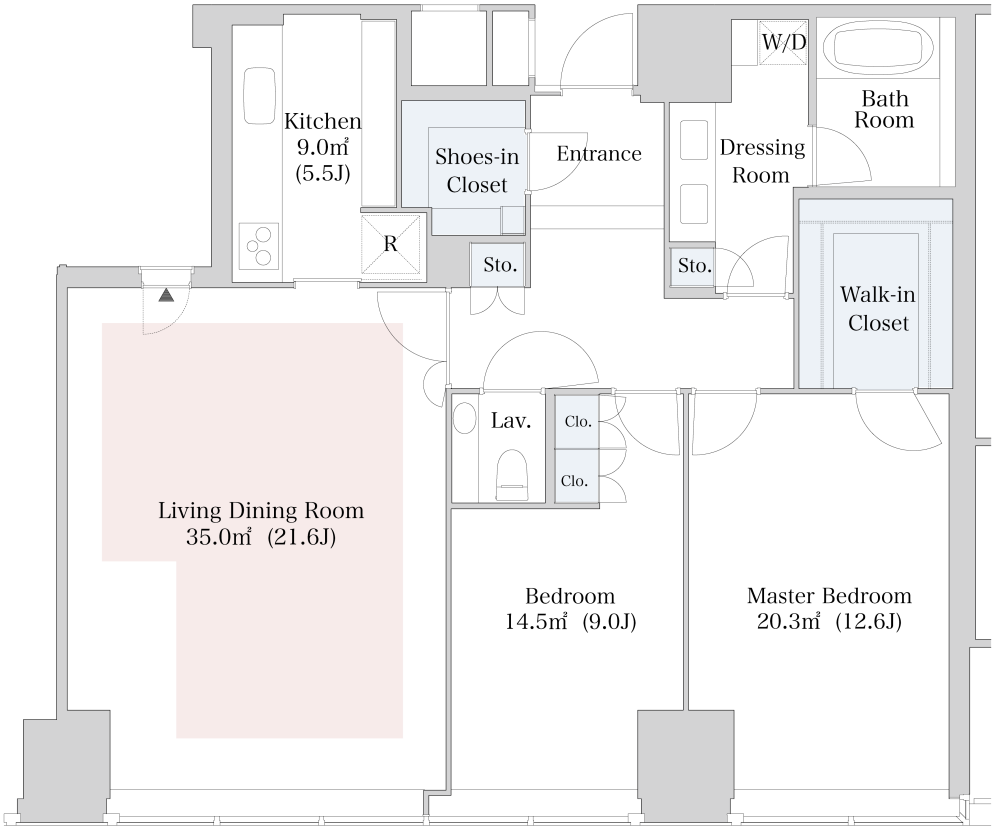 W/D
Kitchen
9.0㎡
(5.5J)
Bath
Room
Shoes-in
Closet
Entrance
Dressing
Room
R
Sto.
Sto.
Walk-in
Closet
Lav.
Clo.
Clo.
Living Dining Room
35.0㎡ (21.6J)
Bedroom
14.5㎡ (9.0J)
Master Bedroom
20.3㎡ (12.6J)